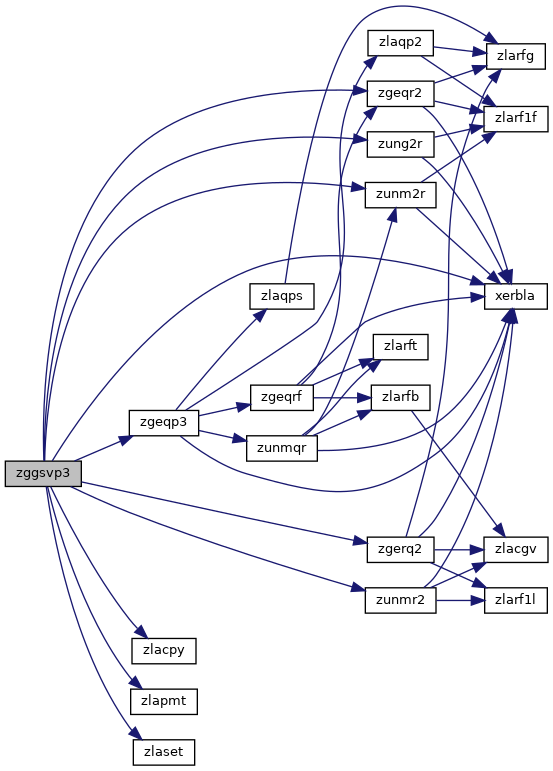 zlaqp2
zlarfg
zgeqr2
zlarf1f
zung2r
zunm2r
zlaqps
xerbla
zlarft
zgeqrf
zlarfb
zgeqp3
zunmqr
zggsvp3
zgerq2
zlacgv
zunmr2
zlarf1l
zlacpy
zlapmt
zlaset